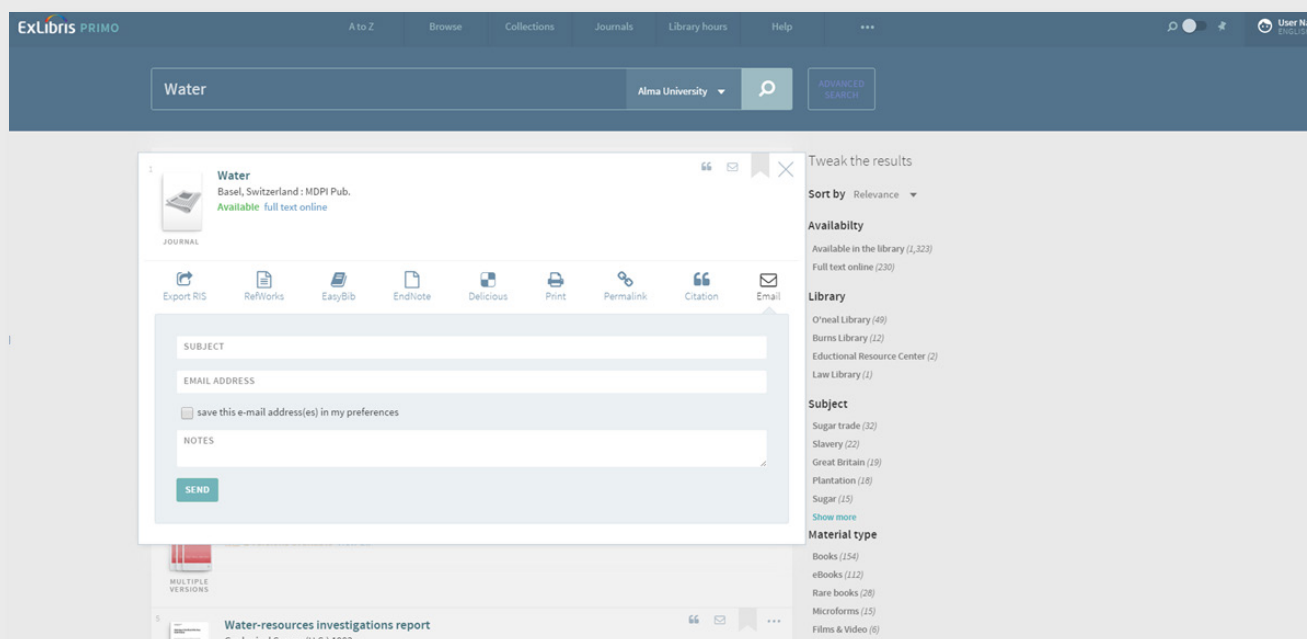 ExLibris PRIMO
A to Z
Browse
Collections
Journals
Library hours
Help
User Na
ENGLISH
Water
Alma University
ADVANCED
SEARCH
1
Water
Basel, Switzerland : MDPI Pub.
Available full text online
JOURNAL
Export RIS
RefWorks
EasyBib
EndNote
Delicious
Print
Permalink
Citation
Email
SUBJECT
EMAIL ADDRESS
save this e-mail address(es) in my preferences
NOTES
SEND
MULTIPLE
VERSIONS
5
Water-resources investigations report
Tweak the results
Sort by Relevance
Availabilty
Available in the library (1,323)
Full text online (230)
Library
O'neal Library (49)
Burns Library (12)
Eductional Resource Center (2)
Law Library (1)
Subject
Sugar trade (32)
Slavery (22)
Great Britain (19)
Plantation (18)
Sugar (15)
Show more
Material type
Books (154)
eBooks (112)
Rare books (28)
Microforms (15)
Films & Video (6)